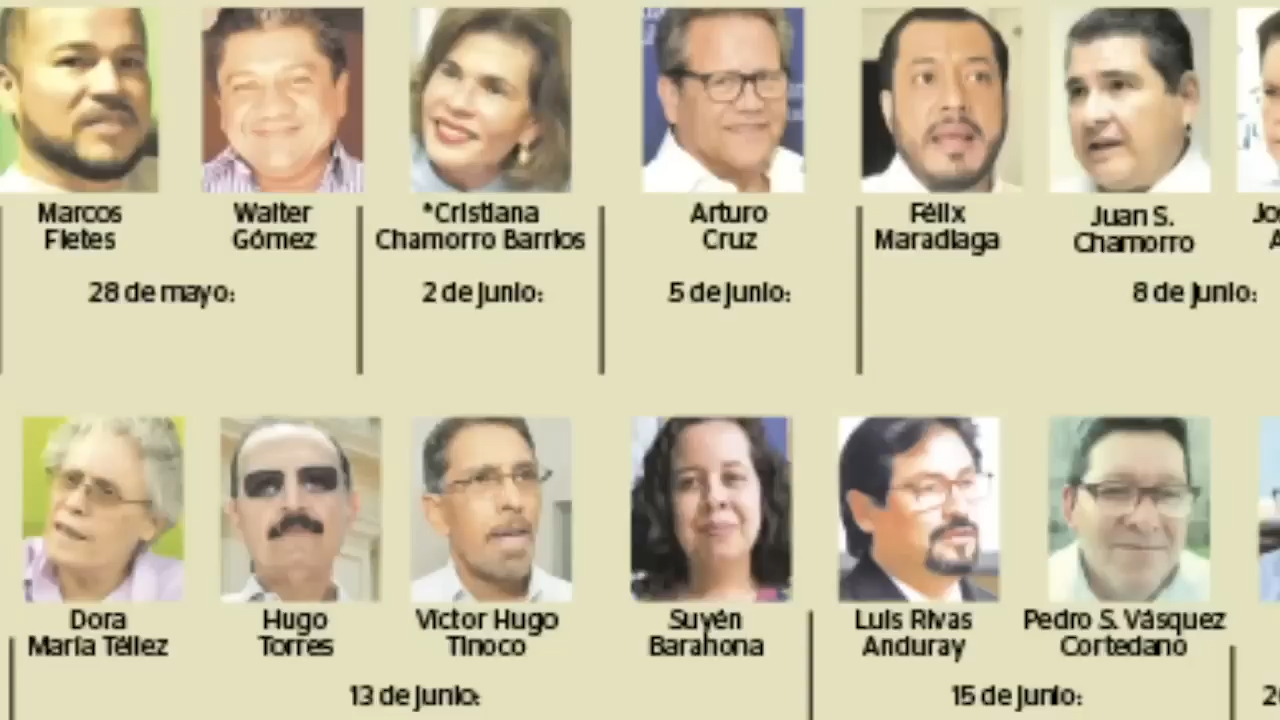 Marcos
Fletes
Walter
Gómez
*Cristiana
Chamorro Barrios
Arturo
Cruz
Félix
Maradiaga
Juan S.
Chamorro
28 de mayo:
2 de junio:
5 de junio:
8 de junio:
Dora
María Téllez
Hugo
Torres
Víctor Hugo
Tinoco
Suyén
Barahona
Luis Rivas
Anduray
Pedro S. Vásquez
Cortedano
13 de junio:
15 de junio: